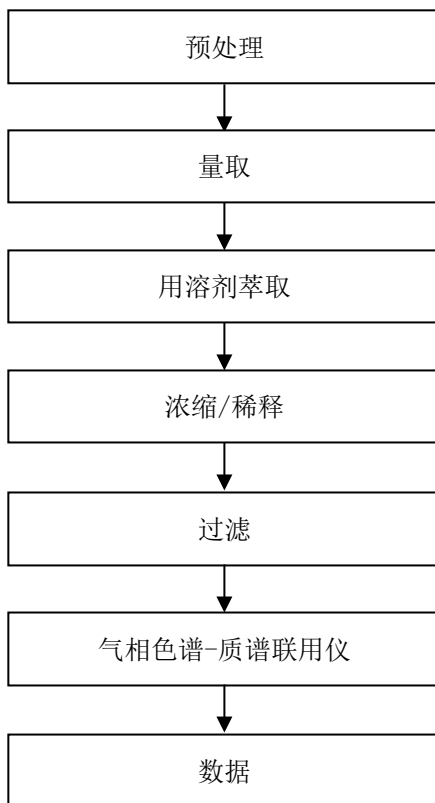 预处理
量取
用溶剂萃取
浓缩/稀释
过滤
气相色谱-质谱联用仪
数据